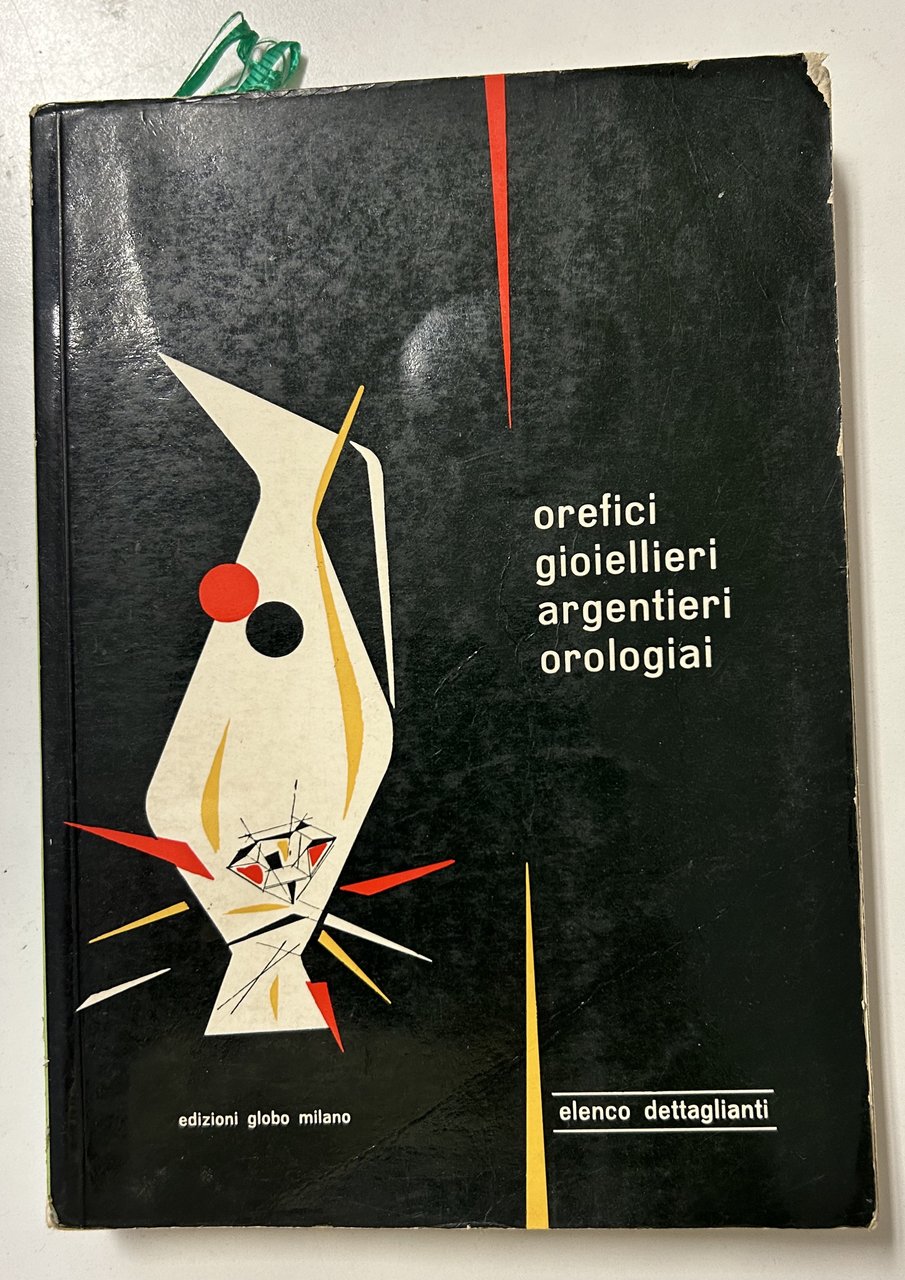 orefici
gioiellieri
argentieri
orologiai
edizioni globo milano
elenco dettaglianti